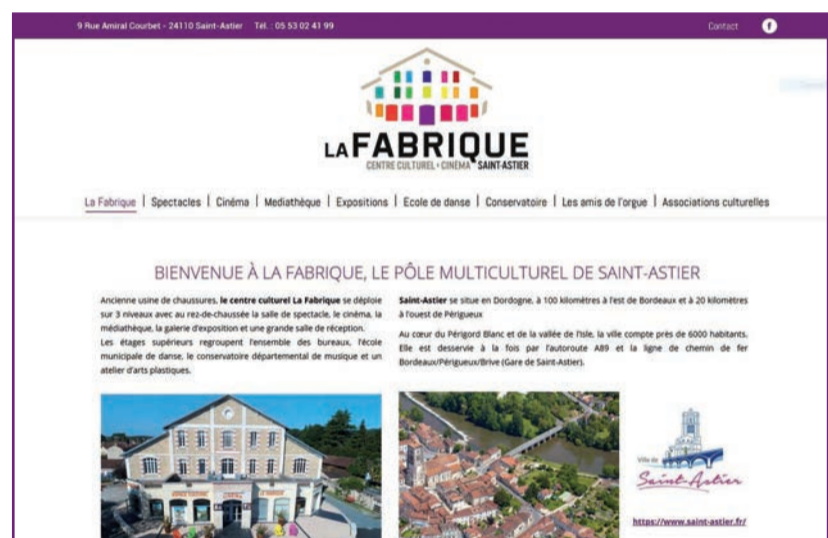 9 Rue Amiral Courbet - 24110 Saint-Astier Tél. : 05 53 02 41 99
Contact
LA FABRIQUE
CENTRE CULTUREL • CINÉMA SAINT-ASTIER
La Fabrique | Spectacles | Cinéma | Mediathèque | Expositions | Ecole de danse | Conservatoire | Les amis de l'orgue | Associations culturelles
BIENVENUE À LA FABRIQUE, LE PÔLE MULTICULTUREL DE SAINT-ASTIER
Ancienne usine de chaussures, le centre culturel La Fabrique se déploie
sur 3 niveaux avec au rez-de-chaussée la salle de spectacle, le cinéma, la
médiathèque, la galerie d'exposition et une grande salle de réception.
Les étages supérieurs regroupent l'ensemble des bureaux, l'école
municipale de danse, le conservatoire départemental de musique et un
atelier d'arts plastiques.
Saint-Astier se situe en Dordogne, à 100 kilomètres à l'est de Bordeaux et à 20 kilomètres
à l'ouest de Périgueux
Au cœur du Périgord Blanc et de la vallée de l'Isle, la ville compte près de 6000 habitants.
Elle est desservie à la fois par l'autoroute A89 et la ligne de chemin de fer
Bordeaux/Périgueux/Brive (Gare de Saint-Astier).
Ville de
Saint-Astier
https://www.saint-astier.fr/